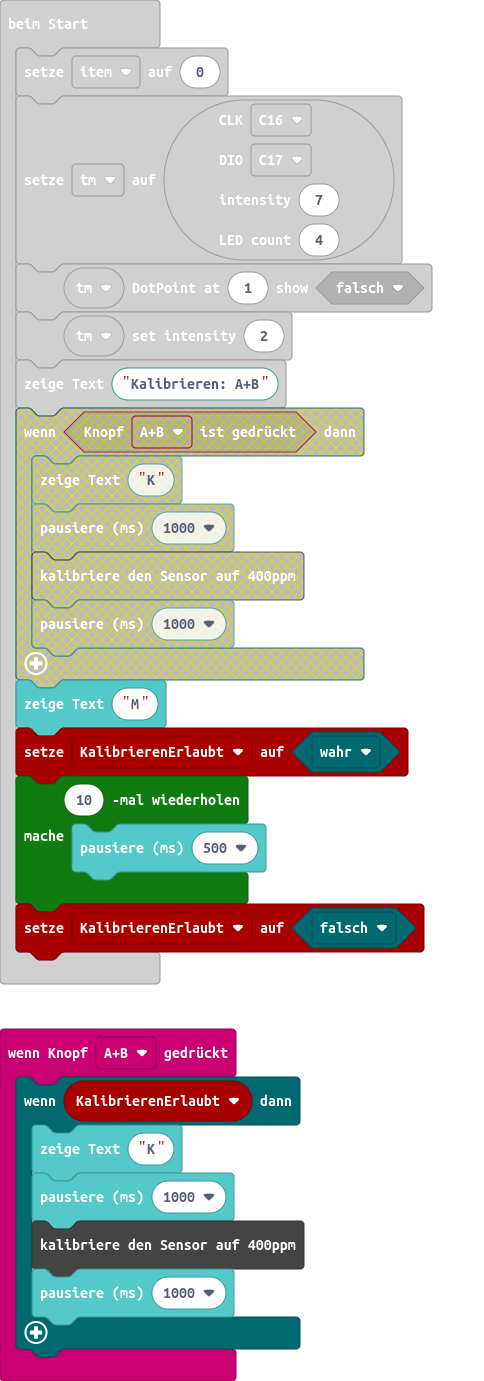 beim Start
setze item auf 0
CLK C16
DIO C17
setze tm auf
intensity 7
LED count 4
tm DotPoint at 1 show falsch
tm set intensity 2
zeige Text "Kalibrieren: A+B"
wenn Knopf A+B ist gedrückt dann
zeige Text "K"
pausiere (ms) 1000
kalibriere den Sensor auf 400ppm
pausiere (ms) 1000
zeige Text "M"
setze KalibrierenErlaubt auf wahr
10 -mal wiederholen
mache pausiere (ms) 500
setze KalibrierenErlaubt auf falsch
wenn Knopf A+B gedrückt
wenn KalibrierenErlaubt dann
zeige Text "K"
pausiere (ms) 1000
kalibriere den Sensor auf 400ppm
pausiere (ms) 1000